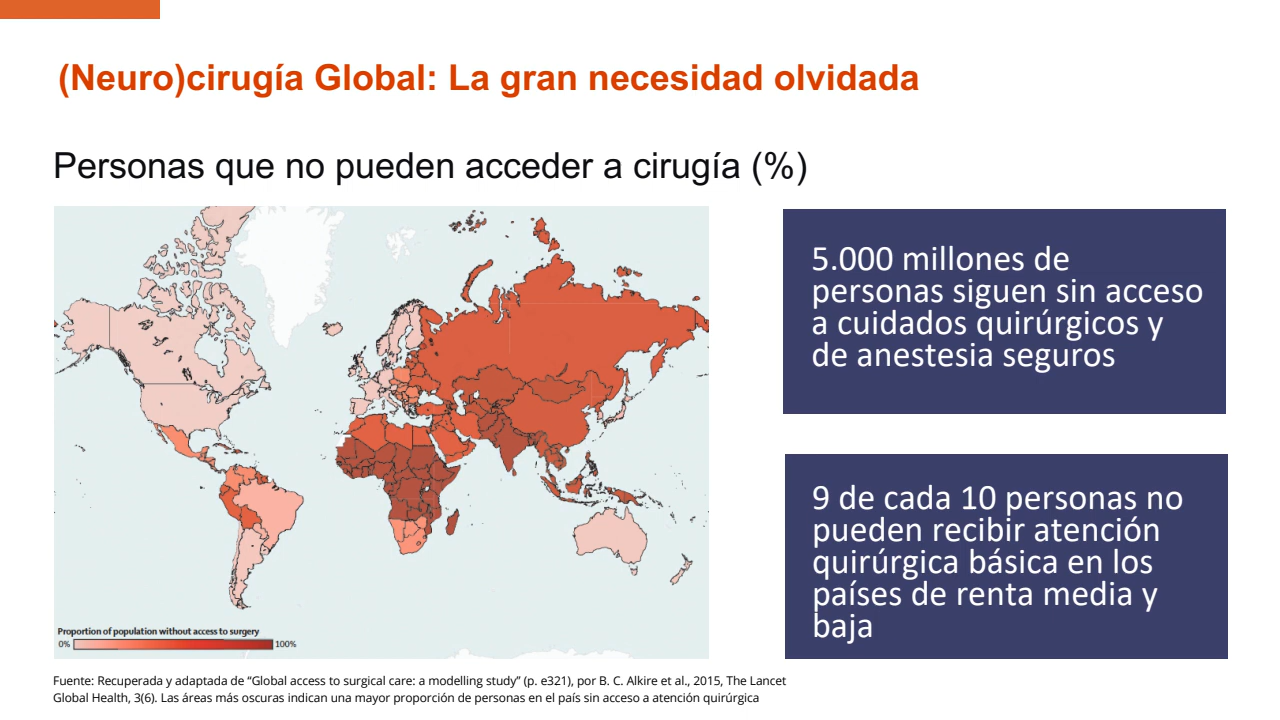 (Neuro)cirugía Global: La gran necesidad olvidada
Personas que no pueden acceder a cirugía (%)
5.000 millones de
personas siguen sin acceso
a cuidados quirúrgicos y
de anestesia seguros
9 de cada 10 personas no
pueden recibir atención
quirúrgica básica en los
países de renta media y
baja
Proportion of population without access to surgery
0% 100%
Fuente: Recuperada y adaptada de “Global access to surgical care: a modelling study” (p. e321), por B. C. Alkire et al., 2015, The Lancet
Global Health, 3(6). Las áreas más oscuras indican una mayor proporción de personas en el país sin acceso a atención quirúrgica